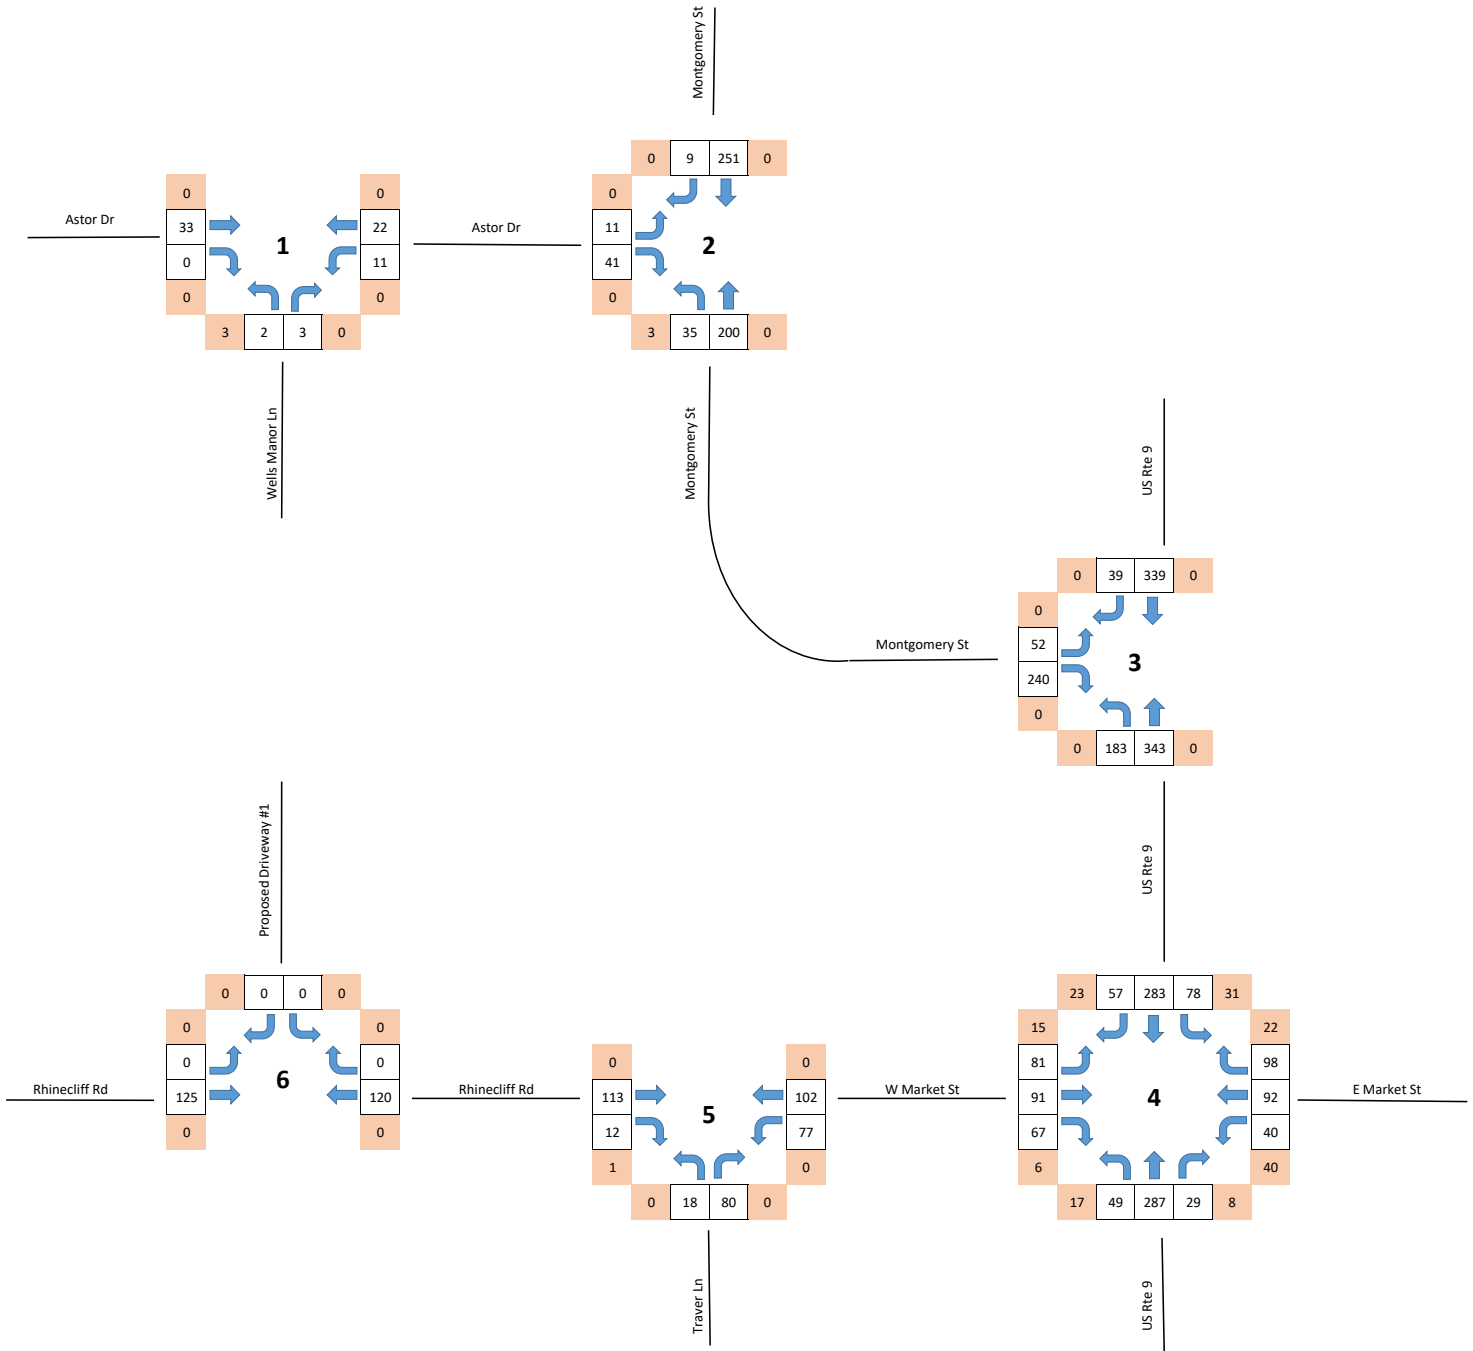 Montgomery St
0 9 251 0
0 0 0
Astor Dr 33 22 Astor Dr 11
1 2
0 11 41
0 0 0
3 2 3 0 3 35 200 0
Wells Manor Ln
Montgomery St
US Rte 9
0 39 339 0
0
52
Montgomery St 3
240
0
0 183 343 0
Proposed Driveway #1
US Rte 9
0 0 0 0 23 57 283 78 31
0 0 15 22
0 0 0 0 81 98
Rhinecliff Rd 125 6 120 Rhinecliff Rd 113 5 102 W Market St 91 4 92 E Market St
12 77 67 40
0 0 1 0 6 40
0 18 80 0 17 49 287 29 8
Traver Ln
US Rte 9